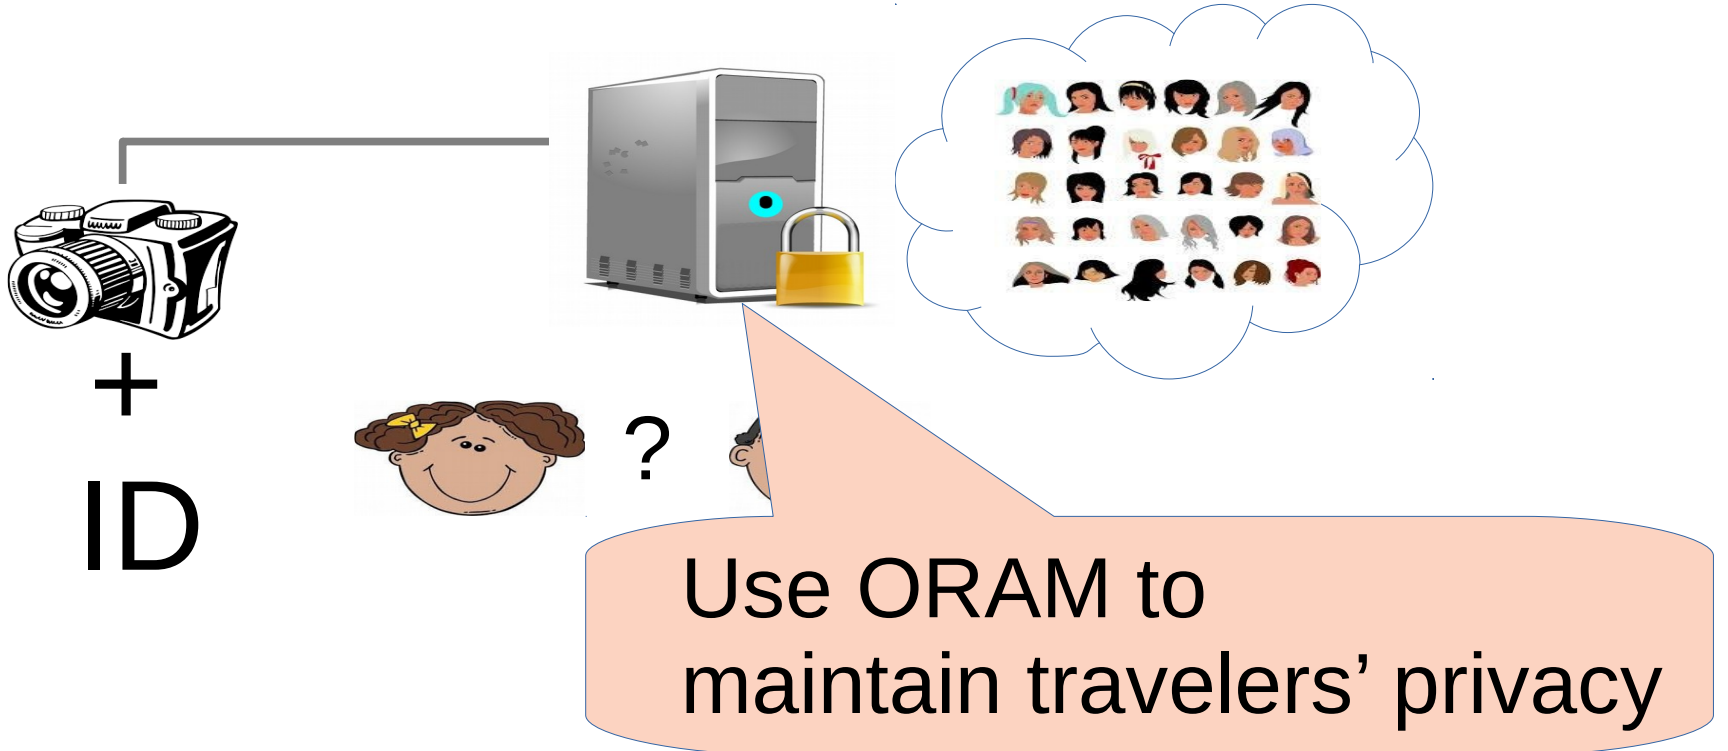 +
ID
?
Use ORAM to
maintain travelers’ privacy